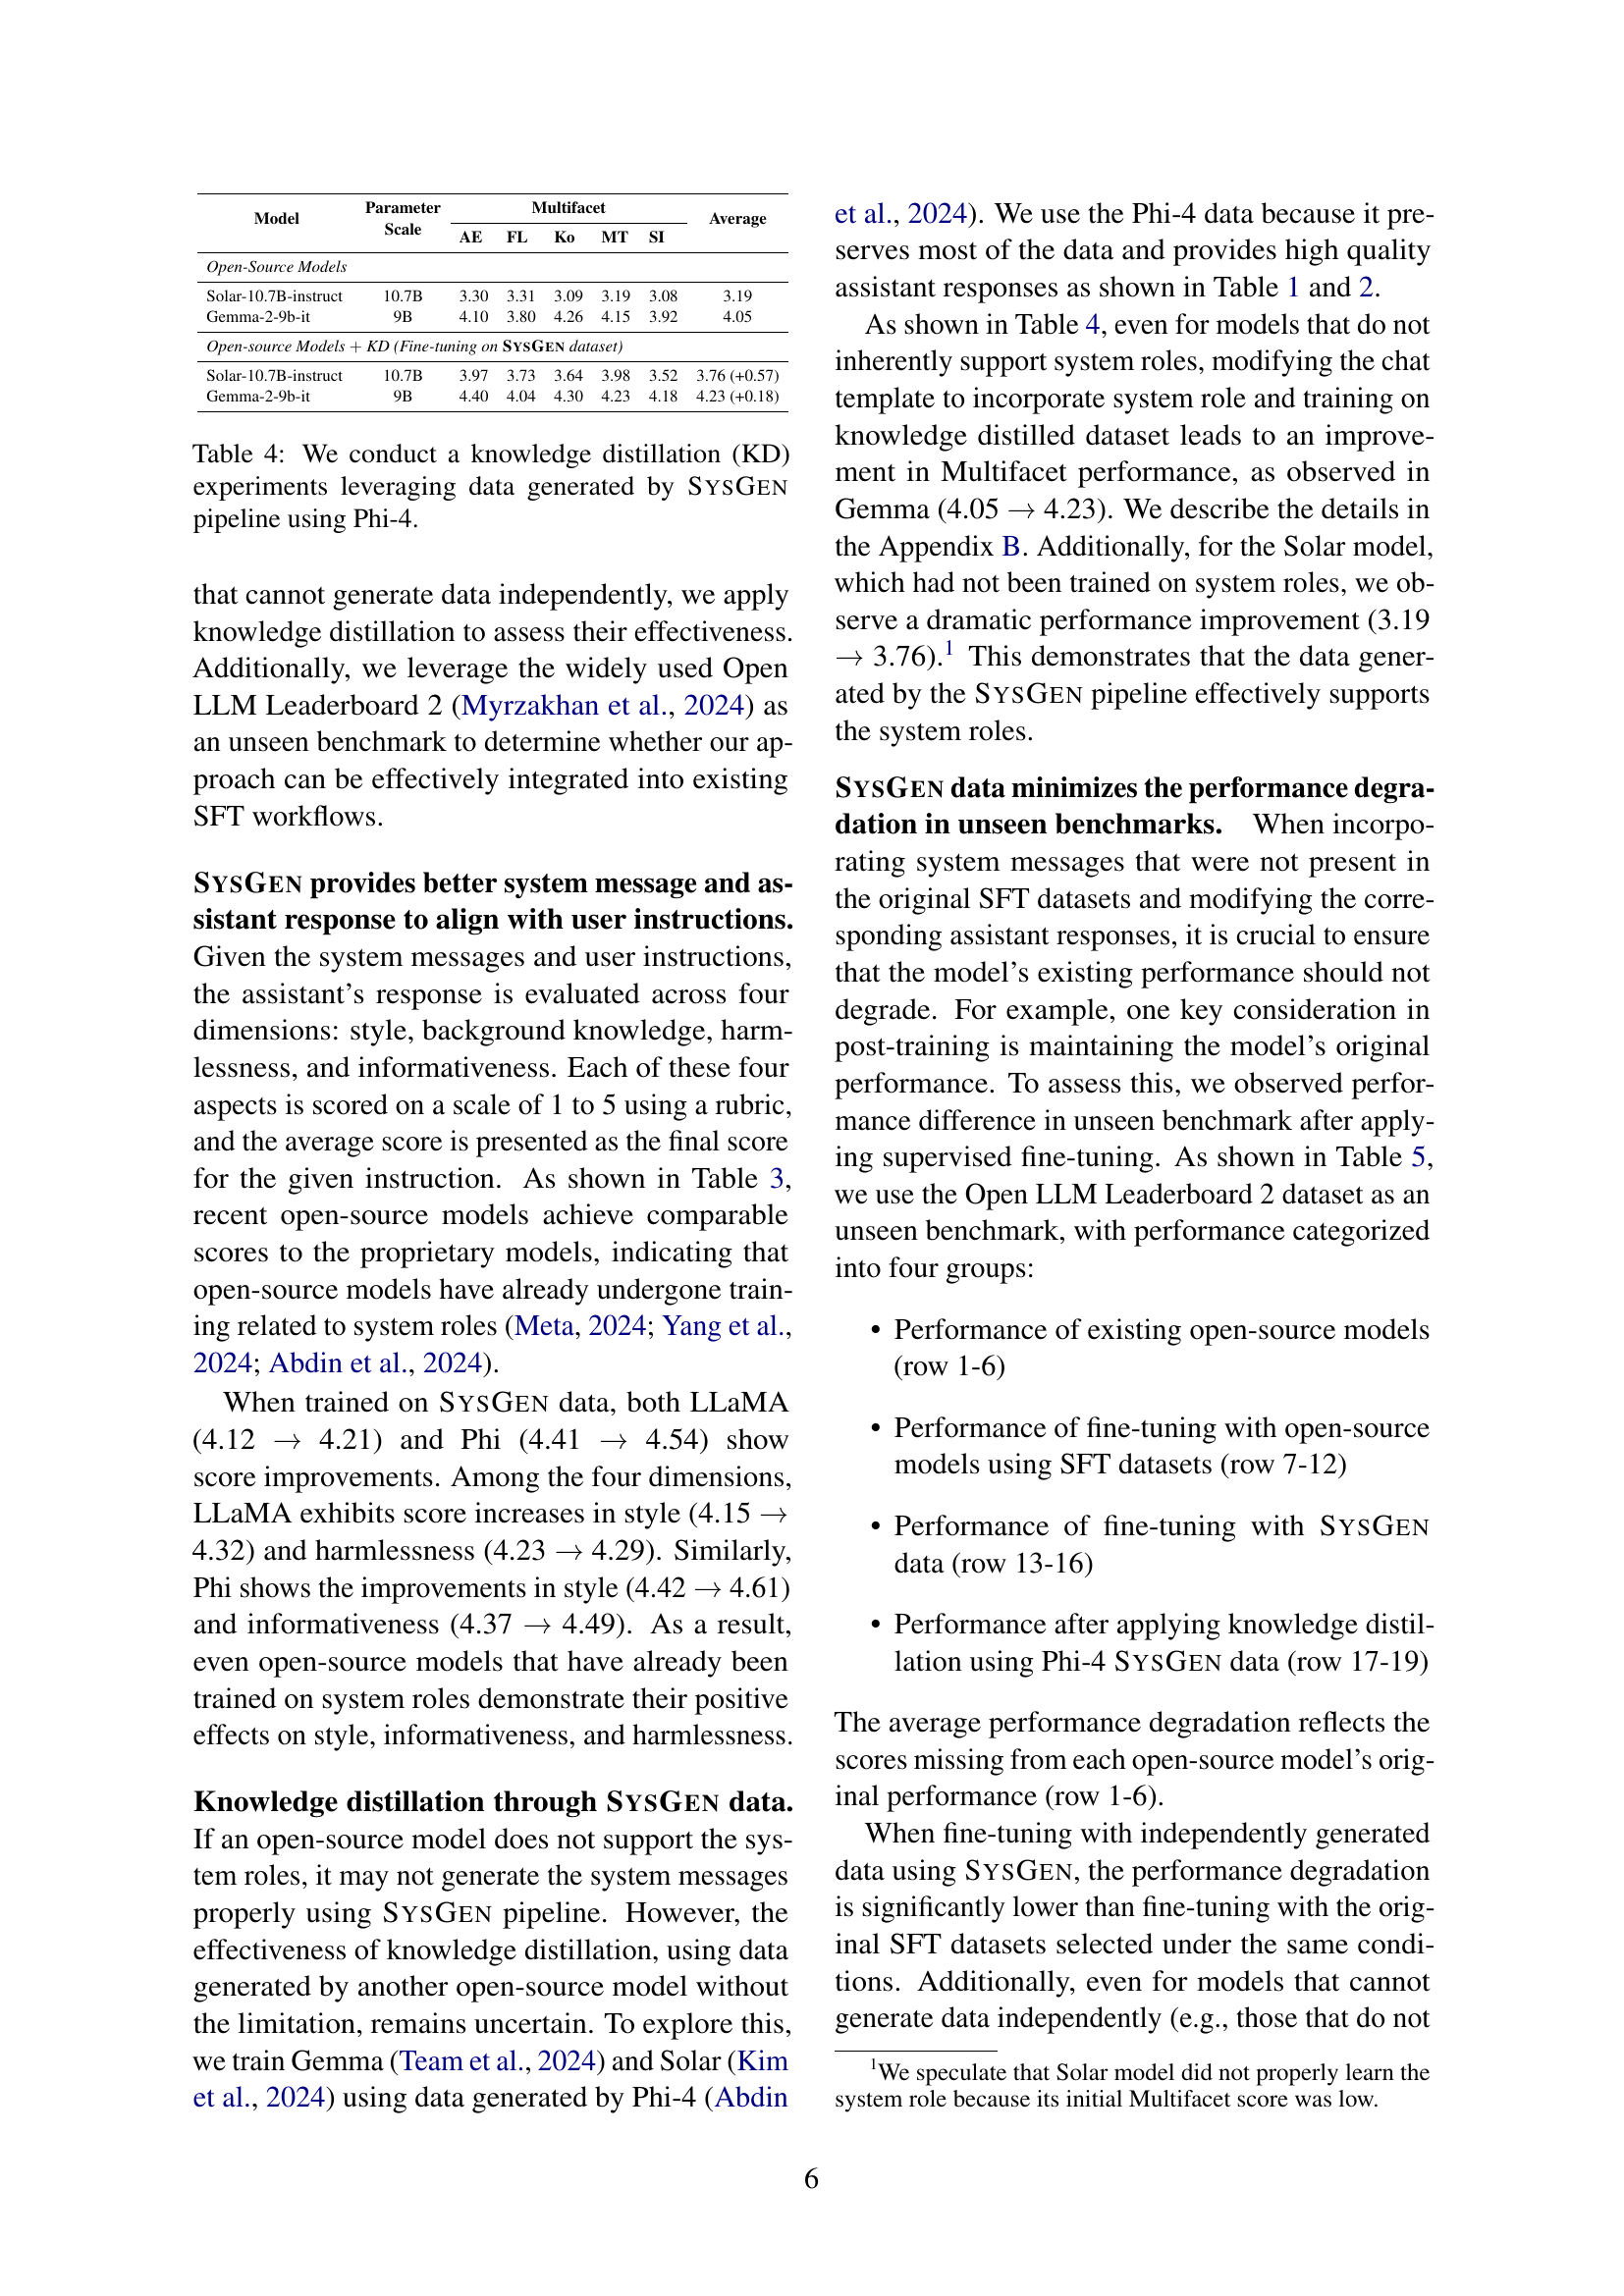 Model Parameter Scale Multifacet Average
AE FL Ko MT SI
Open-Source Models
Solar-10.7B-instruct 10.7B 3.30 3.31 3.09 3.19 3.08 3.19
Gemma-2-9b-it 9B 4.10 3.80 4.26 4.15 3.92 4.05
Open-source Models + KD (Fine-tuning on SYSGEN dataset)
Solar-10.7B-instruct 10.7B 3.97 3.73 3.64 3.98 3.52 3.76 (+0.57)
Gemma-2-9b-it 9B 4.40 4.04 4.30 4.23 4.18 4.23 (+0.18)
Table 4: We conduct a knowledge distillation (KD)
experiments leveraging data generated by SYSGEN
pipeline using Phi-4.
that cannot generate data independently, we apply
knowledge distillation to assess their effectiveness.
Additionally, we leverage the widely used Open
LLM Leaderboard 2 (Myrzakhan et al., 2024) as
an unseen benchmark to determine whether our ap-
proach can be effectively integrated into existing
SFT workflows.
SYSGEN provides better system message and as-
sistant response to align with user instructions.
Given the system messages and user instructions,
the assistant's response is evaluated across four
dimensions: style, background knowledge, harm-
lessness, and informativeness. Each of these four
aspects is scored on a scale of 1 to 5 using a rubric,
and the average score is presented as the final score
for the given instruction. As shown in Table 3,
recent open-source models achieve comparable
scores to the proprietary models, indicating that
open-source models have already undergone train-
ing related to system roles (Meta, 2024; Yang et al.,
2024; Abdin et al., 2024).
When trained on SYSGEN data, both LLaMA
(4.12 → 4.21) and Phi (4.41 → 4.54) show
score improvements. Among the four dimensions,
LLaMA exhibits score increases in style (4.15 →
4.32) and harmlessness (4.23 → 4.29). Similarly,
Phi shows the improvements in style (4.42 → 4.61)
and informativeness (4.37 → 4.49). As a result,
even open-source models that have already been
trained on system roles demonstrate their positive
effects on style, informativeness, and harmlessness.
Knowledge distillation through SYSGEN data.
If an open-source model does not support the sys-
tem roles, it may not generate the system messages
properly using SYSGEN pipeline. However, the
effectiveness of knowledge distillation, using data
generated by another open-source model without
the limitation, remains uncertain. To explore this,
we train Gemma (Team et al., 2024) and Solar (Kim
et al., 2024) using data generated by Phi-4 (Abdin
et al., 2024). We use the Phi-4 data because it pre-
serves most of the data and provides high quality
assistant responses as shown in Table 1 and 2.
As shown in Table 4, even for models that do not
inherently support system roles, modifying the chat
template to incorporate system role and training on
knowledge distilled dataset leads to an improve-
ment in Multifacet performance, as observed in
Gemma (4.05 → 4.23). We describe the details in
the Appendix B. Additionally, for the Solar model,
which had not been trained on system roles, we ob-
serve a dramatic performance improvement (3.19
→ 3.76).1 This demonstrates that the data gener-
ated by the SYSGEN pipeline effectively supports
the system roles.
SYSGEN data minimizes the performance degra-
dation in unseen benchmarks. When incorpo-
rating system messages that were not present in
the original SFT datasets and modifying the corre-
sponding assistant responses, it is crucial to ensure
that the model's existing performance should not
degrade. For example, one key consideration in
post-training is maintaining the model's original
performance. To assess this, we observed perfor-
mance difference in unseen benchmark after apply-
ing supervised fine-tuning. As shown in Table 5,
we use the Open LLM Leaderboard 2 dataset as an
unseen benchmark, with performance categorized
into four groups:
• Performance of existing open-source models
(row 1-6)
• Performance of fine-tuning with open-source
models using SFT datasets (row 7-12)
• Performance of fine-tuning with SYSGEN
data (row 13-16)
• Performance after applying knowledge distil-
lation using Phi-4 SYSGEN data (row 17-19)
The average performance degradation reflects the
scores missing from each open-source model's orig-
inal performance (row 1-6).
When fine-tuning with independently generated
data using SYSGEN, the performance degradation
is significantly lower than fine-tuning with the orig-
inal SFT datasets selected under the same condi-
tions. Additionally, even for models that cannot
generate data independently (e.g., those that do not
1We speculate that Solar model did not properly learn the
system role because its initial Multifacet score was low.
6